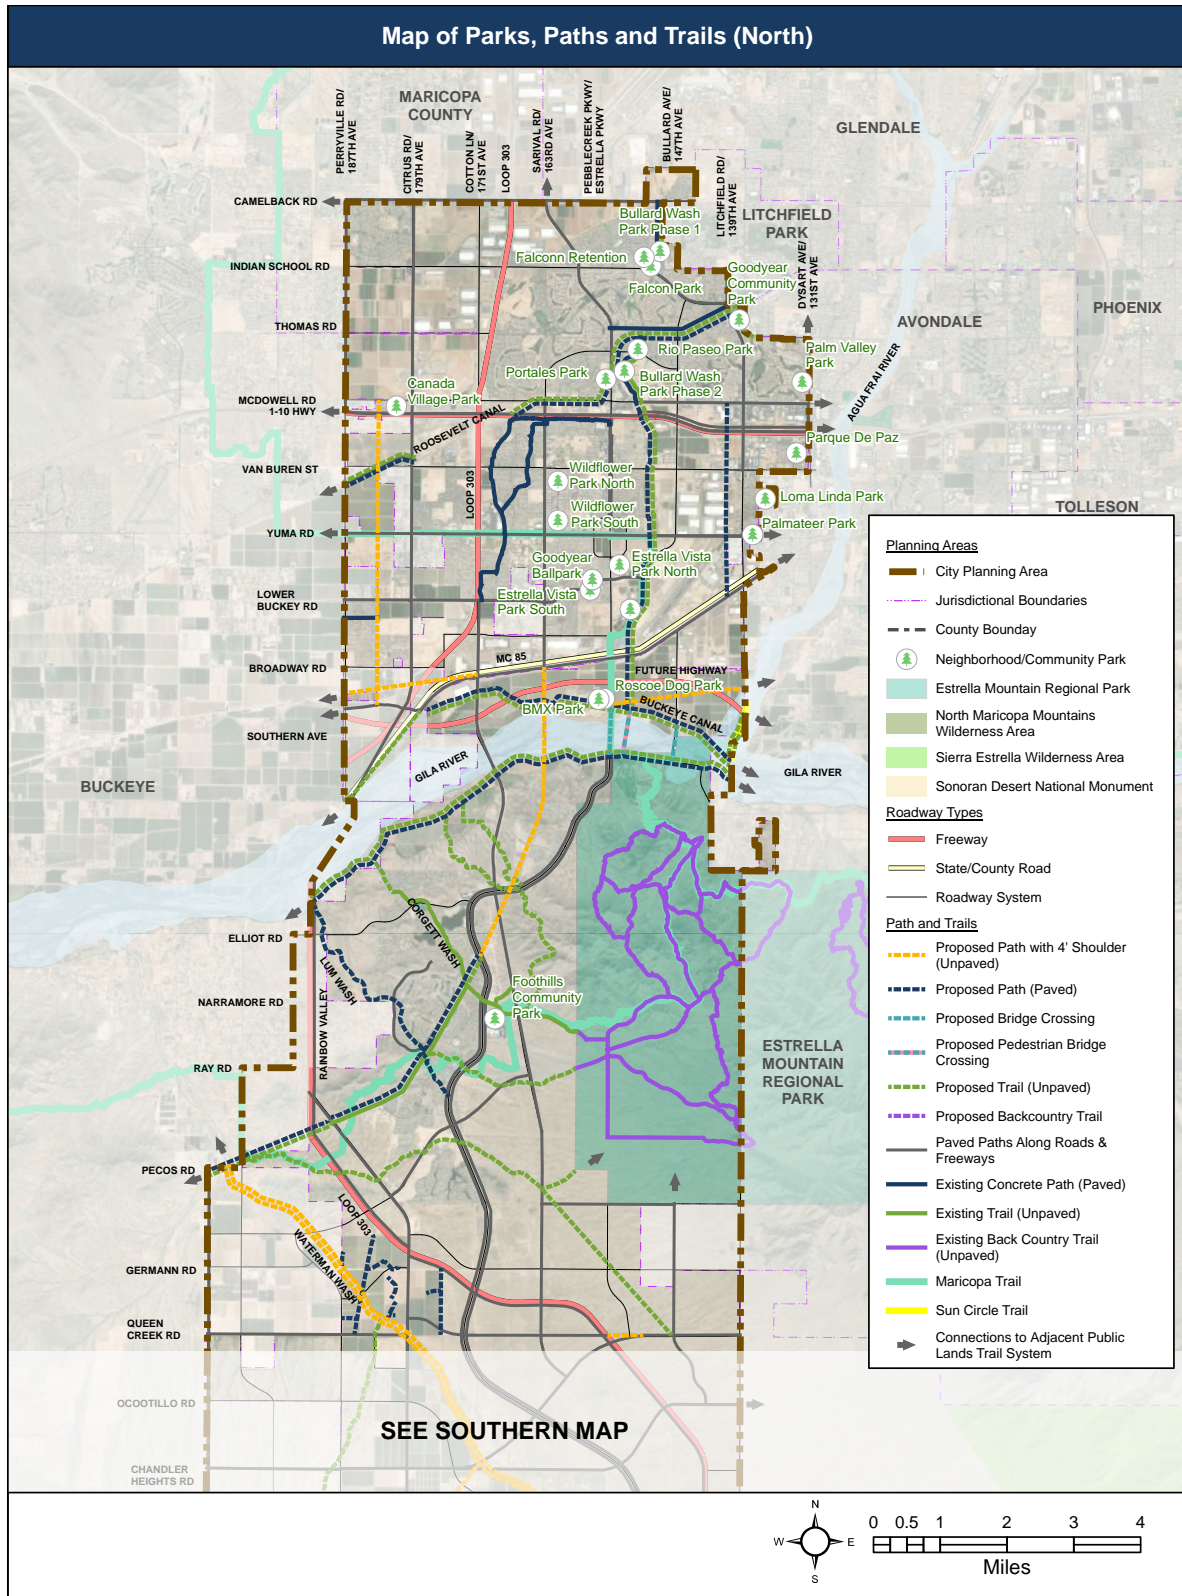 Map of Parks, Paths and Trails (North)
MARICOPA
COUNTY
GLENDALE
PERRYVILLE RD/
187TH AVE
CITRUS RD/
179TH AVE
COTTON LN/
171ST AVE
LOOP 303
SARIVAL RD/
163RD AVE
PEBBLECREEK PKWY/
ESTRELLA PKWY
BULLARD AVE/
147TH AVE
LITCHFIELD RD/
139TH AVE
DYSART AVE/
131ST AVE
CAMELBACK RD
Bullard Wash
Park Phase 1
LITCHFIELD
PARK
INDIAN SCHOOL RD
Falconn Retention
Falcon Park
Goodyear
Community
Park
PHOENIX
THOMAS RD
AVONDALE
AGUA FRAI RIVER
Rio Paseo Park
Palm Valley
Park
Portales Park
Bullard Wash
Park Phase 2
Canada
Village Park
MCDOWELL RD
1-10 HWY
ROOSEVELT CANAL
Parque De Paz
VAN BUREN ST
Wildflower
Park North
LOOP 303
Loma Linda Park
TOLLESON
Wildflower
Park South
Palmateer Park
YUMA RD
Goodyear
Ballpark
Estrella Vista
Park North
Estrella Vista
Park South
LOWER
BUCKEY RD
MC 85
BROADWAY RD
FUTURE HIGHWAY
Roscoe Dog Park
BMX Park
BUCKEYE CANAL
SOUTHERN AVE
GILA RIVER
GILA RIVER
BUCKEYE
CORGETT WASH
ELLIOT RD
LUM WASH
Foothills
Community
Park
NARRAMORE RD
RAINBOW VALLEY
ESTRELLA
MOUNTAIN
REGIONAL
PARK
RAY RD
PECOS RD
LOOP 303
WATERMAN WASH
GERMANN RD
QUEEN
CREEK RD
OCOOTILLO RD
SEE SOUTHERN MAP
CHANDLER
HEIGHTS RD
Planning Areas
City Planning Area
Jurisdictional Boundaries
County Bounday
Neighborhood/Community Park
Estrella Mountain Regional Park
North Maricopa Mountains
Wilderness Area
Sierra Estrella Wilderness Area
Sonoran Desert National Monument
Roadway Types
Freeway
State/County Road
Roadway System
Path and Trails
Proposed Path with 4' Shoulder
(Unpaved)
Proposed Path (Paved)
Proposed Bridge Crossing
Proposed Pedestrian Bridge
Crossing
Proposed Trail (Unpaved)
Proposed Backcountry Trail
Paved Paths Along Roads &
Freeways
Existing Concrete Path (Paved)
Existing Trail (Unpaved)
Existing Back Country Trail
(Unpaved)
Maricopa Trail
Sun Circle Trail
Connections to Adjacent Public
Lands Trail System
N
W
E
S
0 0.5 1 2 3 4
Miles